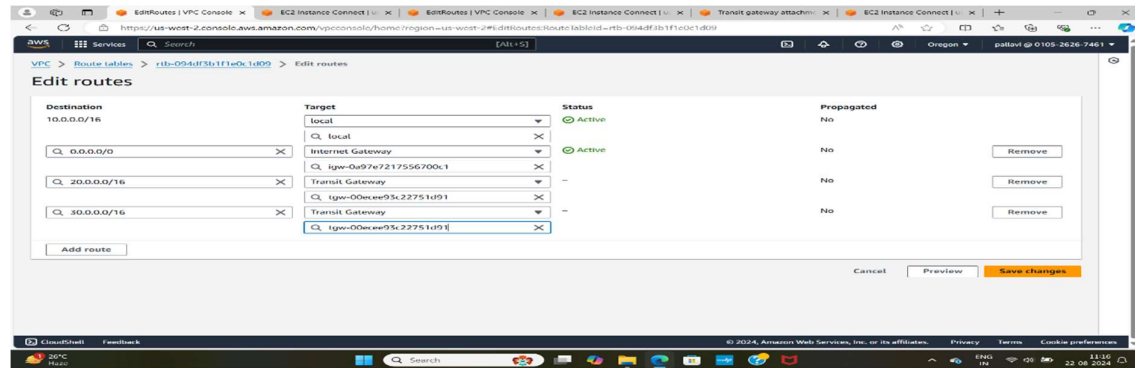 EditRoutes | VPC Console
EC2 Instance Connect | u
EditRoutes | VPC Console
EC2 Instance Connect | u
Transit gateway attachm
EC2 Instance Connect | u
https://us-west-2.console.aws.amazon.com/vpcconsole/home?region=us-west-2#EditRoutes:RouteTableId=rtb-094df3b1f1e0c1d09
aws Services Search [Alt+S] Oregon pallavi @ 0105-2626-7461
VPC > Route tables > rtb-094df3b1f1e0c1d09 > Edit routes
Edit routes
Destination Target Status Propagated
10.0.0.0/16 local Active No
local
0.0.0.0/0 Internet Gateway Active No Remove
igw-0a97e7217556700c1
20.0.0.0/16 Transit Gateway – No Remove
tgw-00ecee93c22751d91
30.0.0.0/16 Transit Gateway – No Remove
tgw-00ecee93c22751d91
Add route
Cancel Preview Save changes
CloudShell Feedback © 2024, Amazon Web Services, Inc. or its affiliates. Privacy Terms Cookie preferences
20°C Search ENG 11:16
Haze IN 22-08-2024